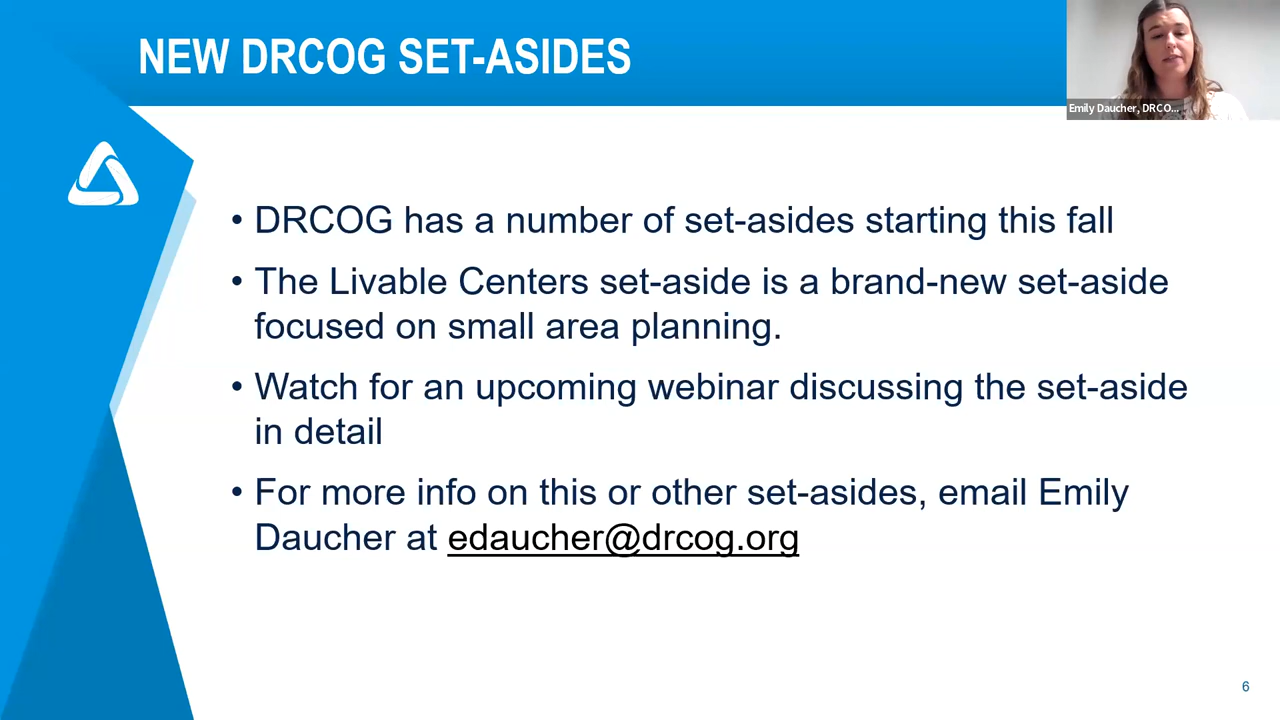 NEW DRCOG SET-ASIDES
Emily Daucher, DRCO...
• DRCOG has a number of set-asides starting this fall
• The Livable Centers set-aside is a brand-new set-aside
focused on small area planning.
• Watch for an upcoming webinar discussing the set-aside
in detail
• For more info on this or other set-asides, email Emily
Daucher at edaucher@drcog.org
6